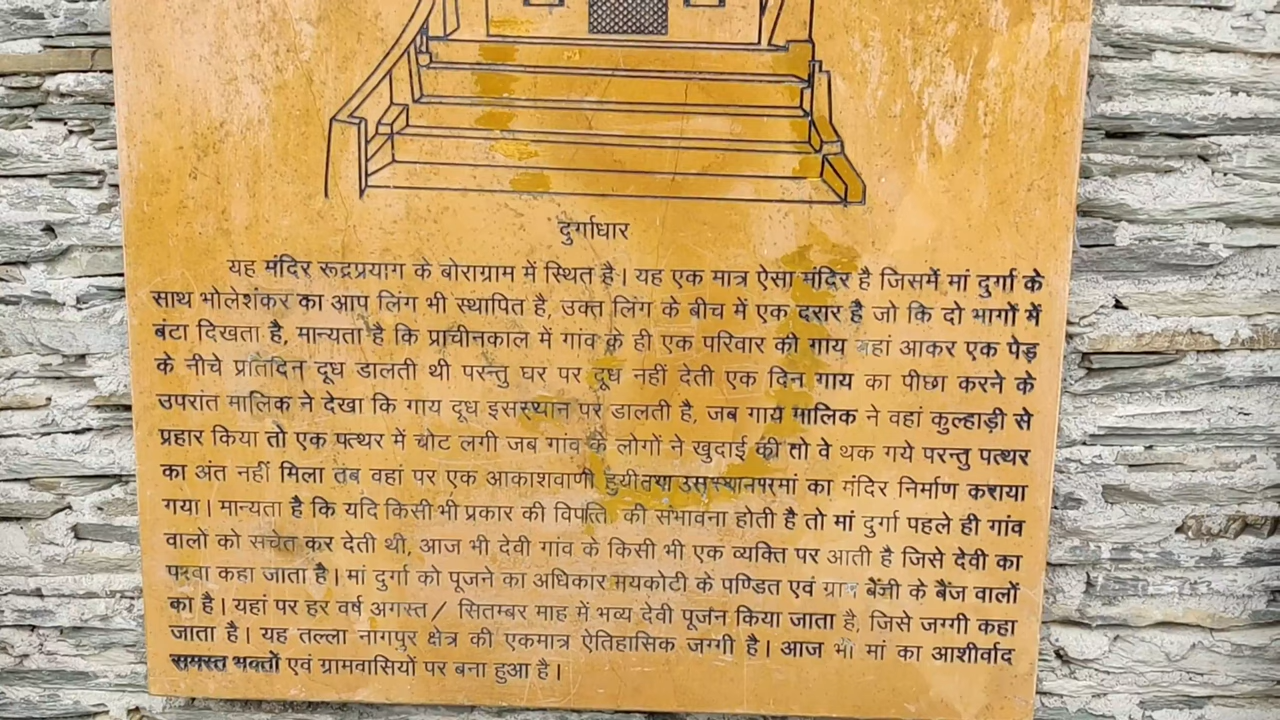 दुर्गाधार
यह मंदिर रूद्रप्रयाग के बोराग्राम में स्थित है। यह एक मात्र ऐसा मंदिर है जिसमें मां दुर्गा के
साथ भोलेशंकर का आप लिंग भी स्थापित है, उक्त लिंग के बीच में एक दरार है जो कि दो भागों में
बंटा दिखता है, मान्यता है कि प्राचीनकाल में गांव के ही एक परिवार की गाय वहां आकर एक पेड़
के नीचे प्रतिदिन दूध डालती थी परन्तु घर पर दूध नहीं देती एक दिन गाय का पीछा करने के
उपरांत मालिक ने देखा कि गाय दूध इसस्थान पर डालती है, जब गाय मालिक ने वहां कुल्हाड़ी से
प्रहार किया तो एक पत्थर में चोट लगी जब गांव के लोगों ने खुदाई की तो वे थक गये परन्तु पत्थर
का अंत नहीं मिला तब वहां पर एक आकाशवाणी हुयीतथा उसस्थानपरमां का मंदिर निर्माण कराया
गया। मान्यता है कि यदि किसी भी प्रकार की विपत्ति की संभावना होती है तो मां दुर्गा पहले ही गांव
वालों को सचेत कर देती थी, आज भी देवी गांव के किसी भी एक व्यक्ति पर आती है जिसे देवी का
पश्वा कहा जाता है। मां दुर्गा को पूजने का अधिकार मयकोटी के पण्डित एवं ग्राम बेंजी के बैंज वालों
का है। यहां पर हर वर्ष अगस्त/ सितम्बर माह में भव्य देवी पूजन किया जाता है, जिसे जग्गी कहा
जाता है। यह तल्ला नागपुर क्षेत्र की एकमात्र ऐतिहासिक जग्गी है। आज भी मां का आशीर्वाद
समस्त भक्तों एवं ग्रामवासियों पर बना हुआ है।